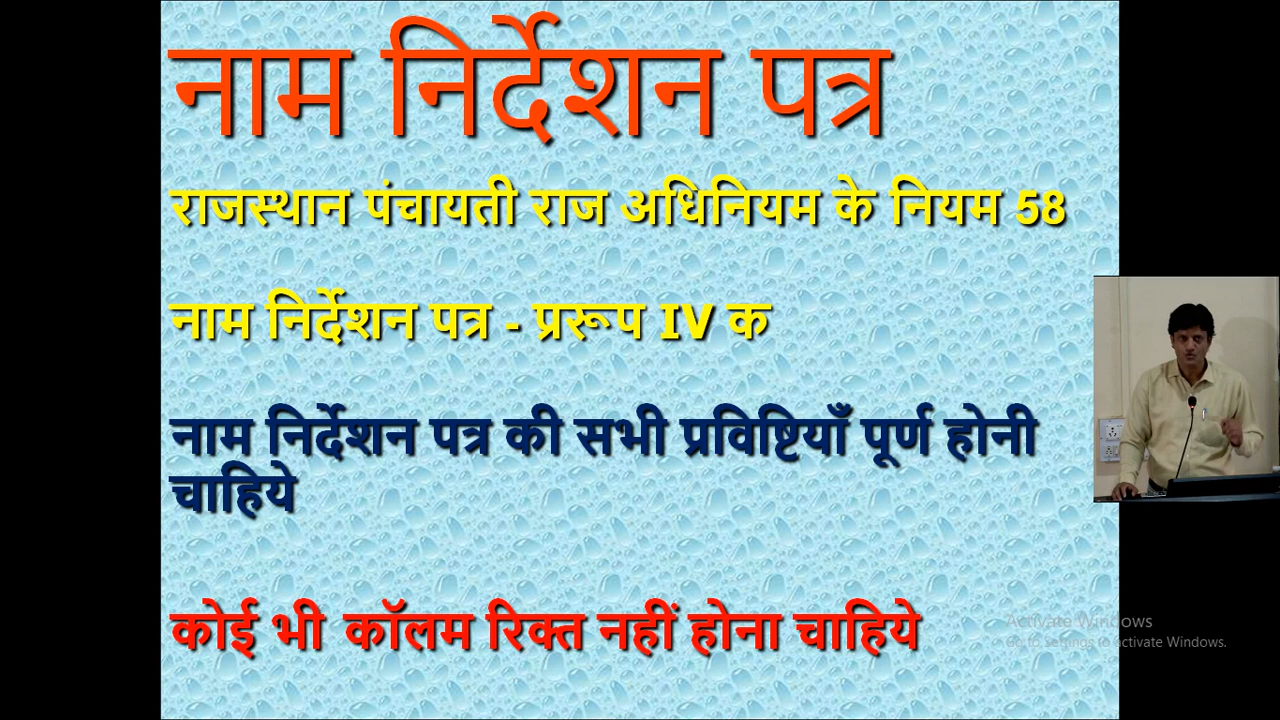 नाम निर्देशन पत्र
राजस्थान पंचायती राज अधिनियम के नियम 58
नाम निर्देशन पत्र - प्ररूप IV क
नाम निर्देशन पत्र की सभी प्रविष्टियाँ पूर्ण होनी
चाहिये
कोई भी कॉलम रिक्त नहीं होना चाहिये
Activate Windows
Go to Settings to activate Windows.